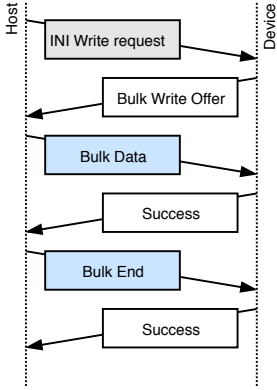 Host
Device
INI Write request
Bulk Write Offer
Bulk Data
Success
Bulk End
Success